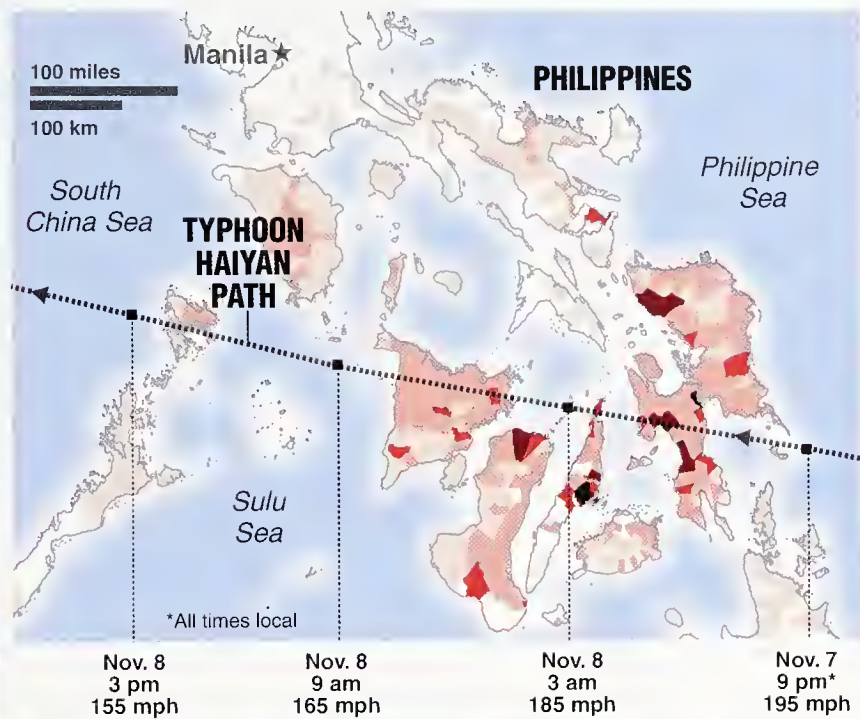 Manila
100 miles
100 km
PHILIPPINES
South
China Sea
Philippine
Sea
TYPHOON
HAIYAN
PATH
Sulu
Sea
*All times local
Nov. 8
3 pm
155 mph
Nov. 8
9 am
165 mph
Nov. 8
3 am
185 mph
Nov. 7
9 pm*
195 mph